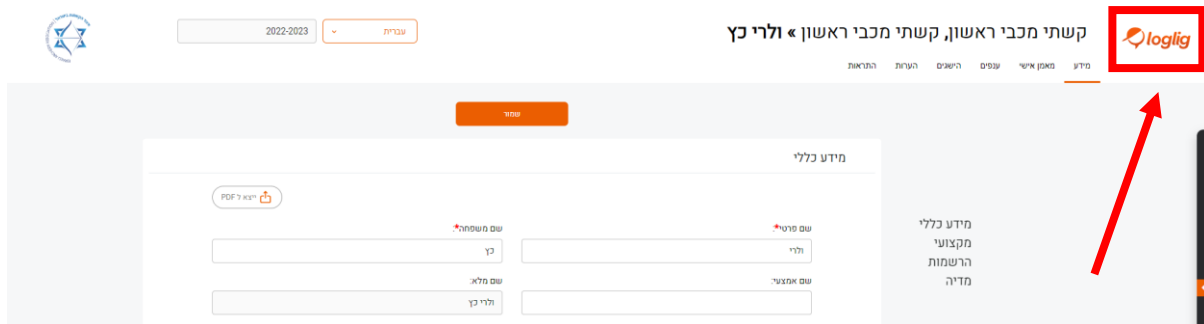 loglig
קשתי מכבי ראשון, קשתי מכבי ראשון » ולרי כץ
עברית
2022-2023
מידע מאמן אישי ענפים הישגים הערות התראות
שמור
מידע כללי
ייצא ל PDF
שם פרטי*:
שם משפחה*:
ולרי
כץ
שם אמצעי:
שם מלא:
ולרי כץ
מידע כללי
מקצועי
הרשמות
מדיה